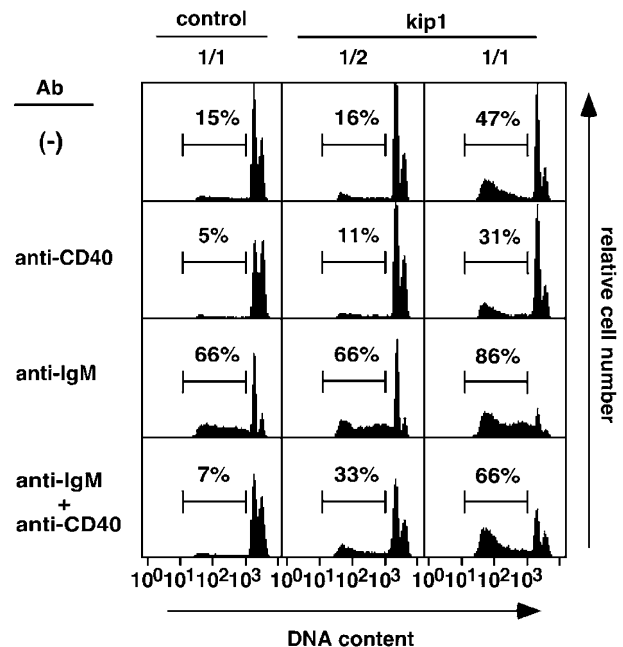 control kip1
1/1 1/2 1/1
Ab
(-) 15% 16% 47%
anti-CD40 5% 11% 31%
anti-IgM 66% 66% 86%
anti-IgM
+
anti-CD40 7% 33% 66%
relative cell number
10⁰10¹10²10³ 10⁰10¹10²10³ 10⁰10¹10²10³
DNA content